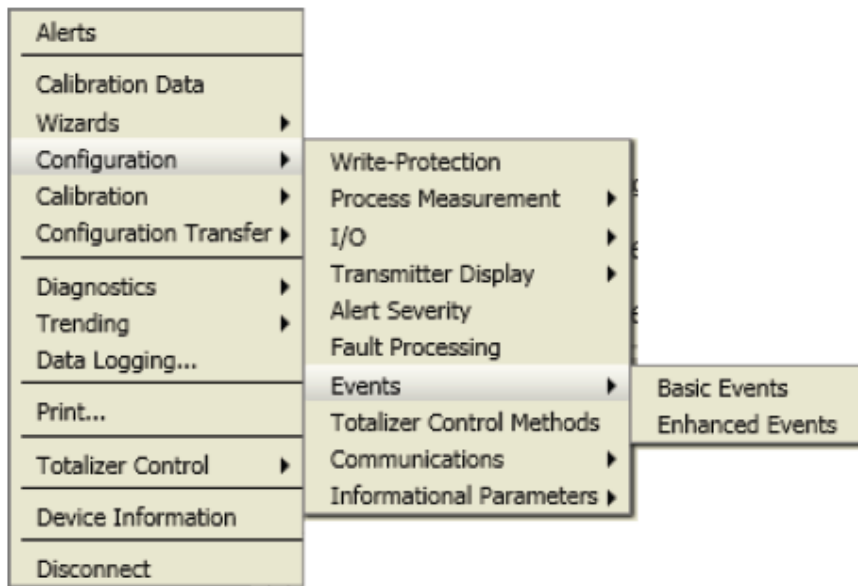 Alerts
Calibration Data
Wizards
Configuration
Calibration
Configuration Transfer
Diagnostics
Trending
Data Logging...
Print...
Totalizer Control
Device Information
Disconnect
Write-Protection
Process Measurement
I/O
Transmitter Display
Alert Severity
Fault Processing
Events
Totalizer Control Methods
Communications
Informational Parameters
Basic Events
Enhanced Events